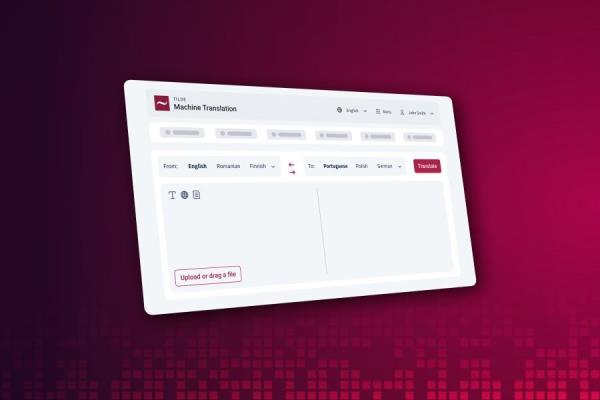 TILDE
Machine Translation
English Menu John Smith
From: English Romanian Finnish To: Portuguese Polish German Translate
Upload or drag a file